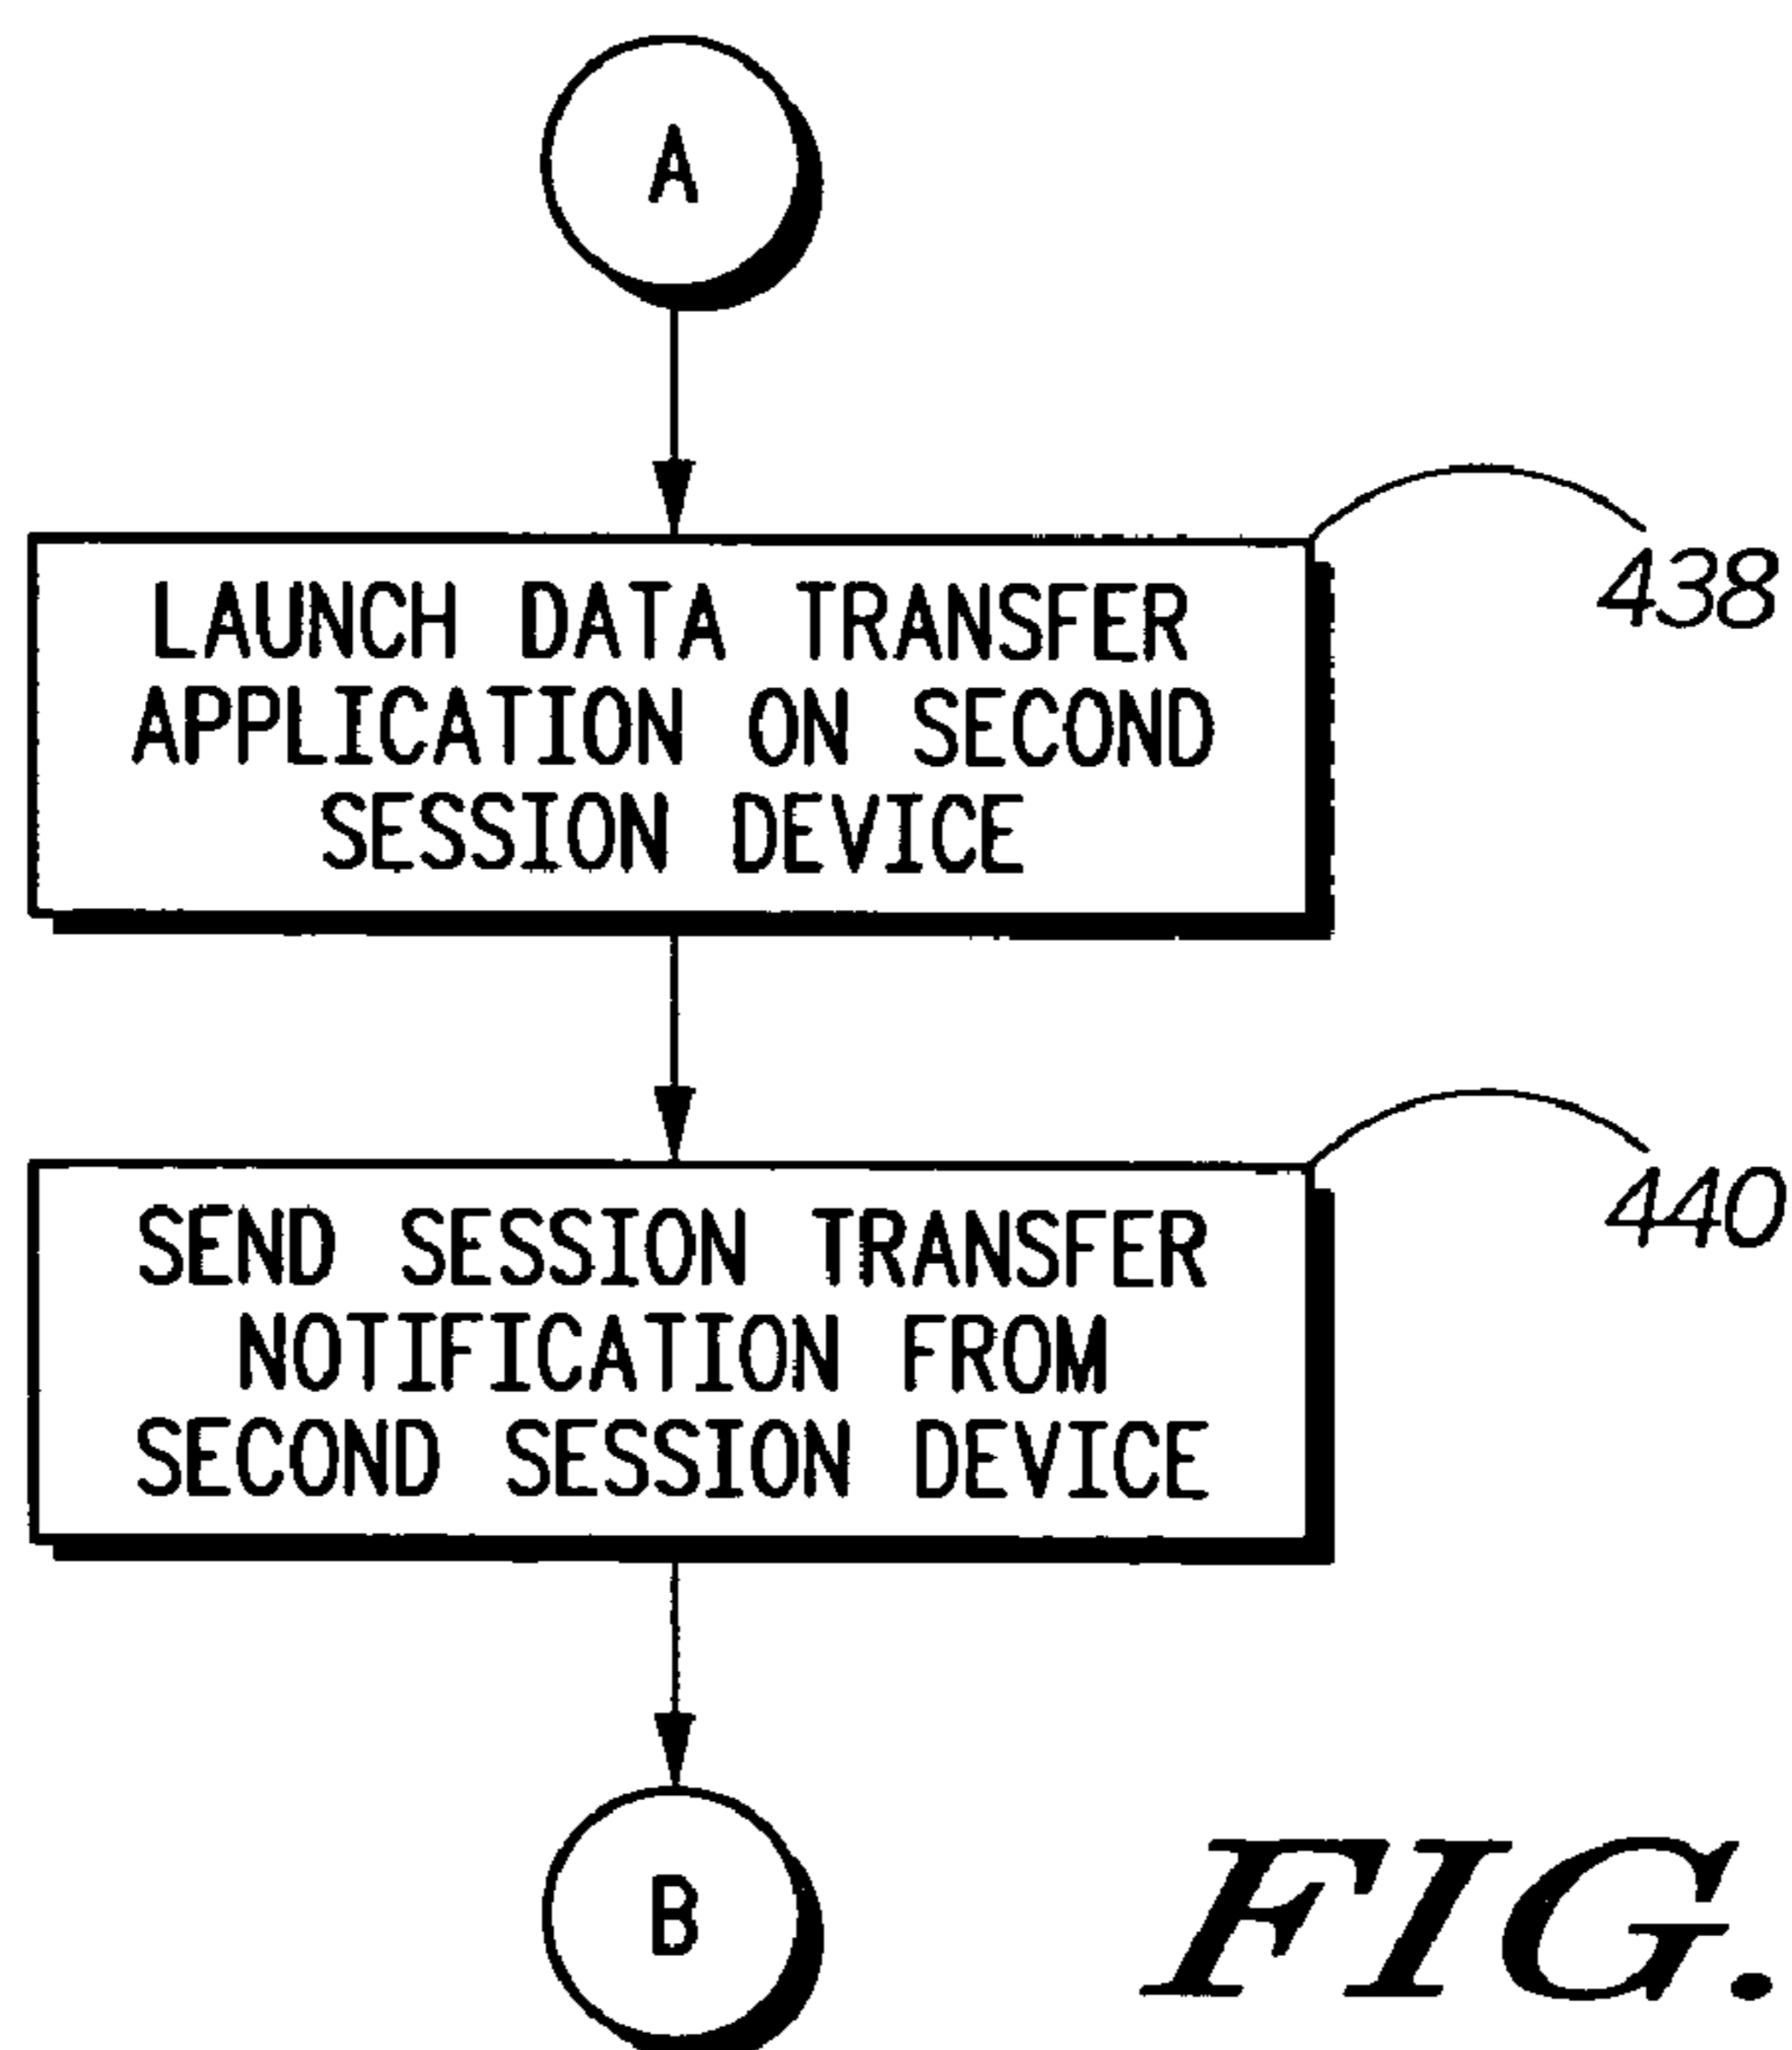 A
LAUNCH DATA TRANSFER
APPLICATION ON SECOND
SESSION DEVICE
438
SEND SESSION TRANSFER
NOTIFICATION FROM
SECOND SESSION DEVICE
440
B
FIG.